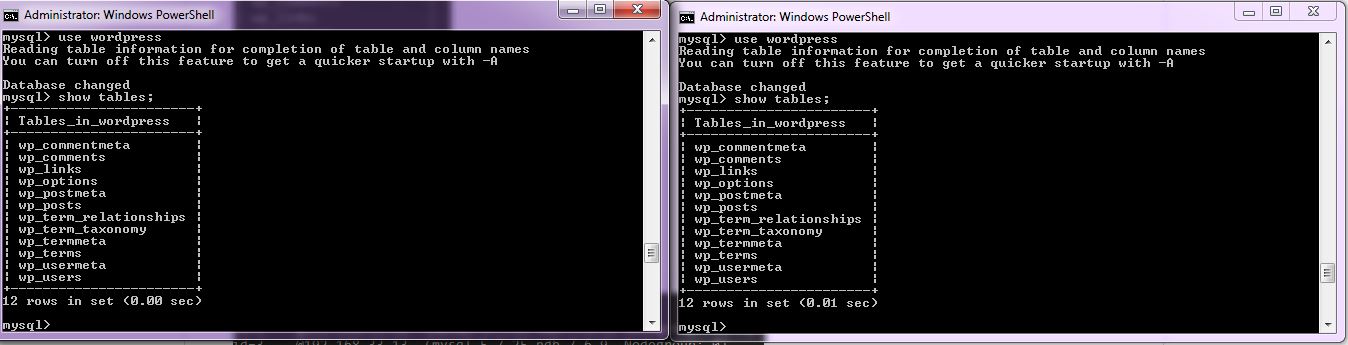 Administrator: Windows PowerShell
mysql> use wordpress
Reading table information for completion of table and column names
You can turn off this feature to get a quicker startup with -A
Database changed
mysql> show tables;
Tables_in_wordpress
wp_commentmeta
wp_comments
wp_links
wp_options
wp_postmeta
wp_posts
wp_term_relationships
wp_term_taxonomy
wp_termmeta
wp_terms
wp_usermeta
wp_users
12 rows in set (0.00 sec)
mysql>
Administrator: Windows PowerShell
mysql> use wordpress
Reading table information for completion of table and column names
You can turn off this feature to get a quicker startup with -A
Database changed
mysql> show tables;
Tables_in_wordpress
wp_commentmeta
wp_comments
wp_links
wp_options
wp_postmeta
wp_posts
wp_term_relationships
wp_term_taxonomy
wp_termmeta
wp_terms
wp_usermeta
wp_users
12 rows in set (0.01 sec)
mysql>